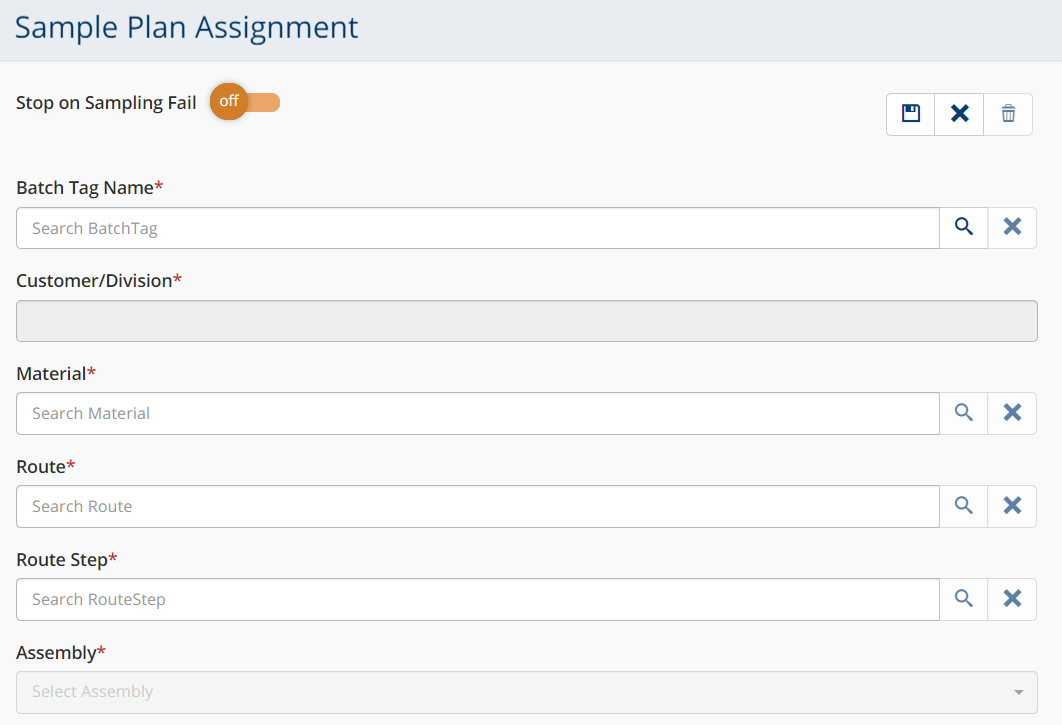 Sample Plan Assignment
Stop on Sampling Fail off
Batch Tag Name*
Search BatchTag
Customer/Division*
Material*
Search Material
Route*
Search Route
Route Step*
Search RouteStep
Assembly*
Select Assembly